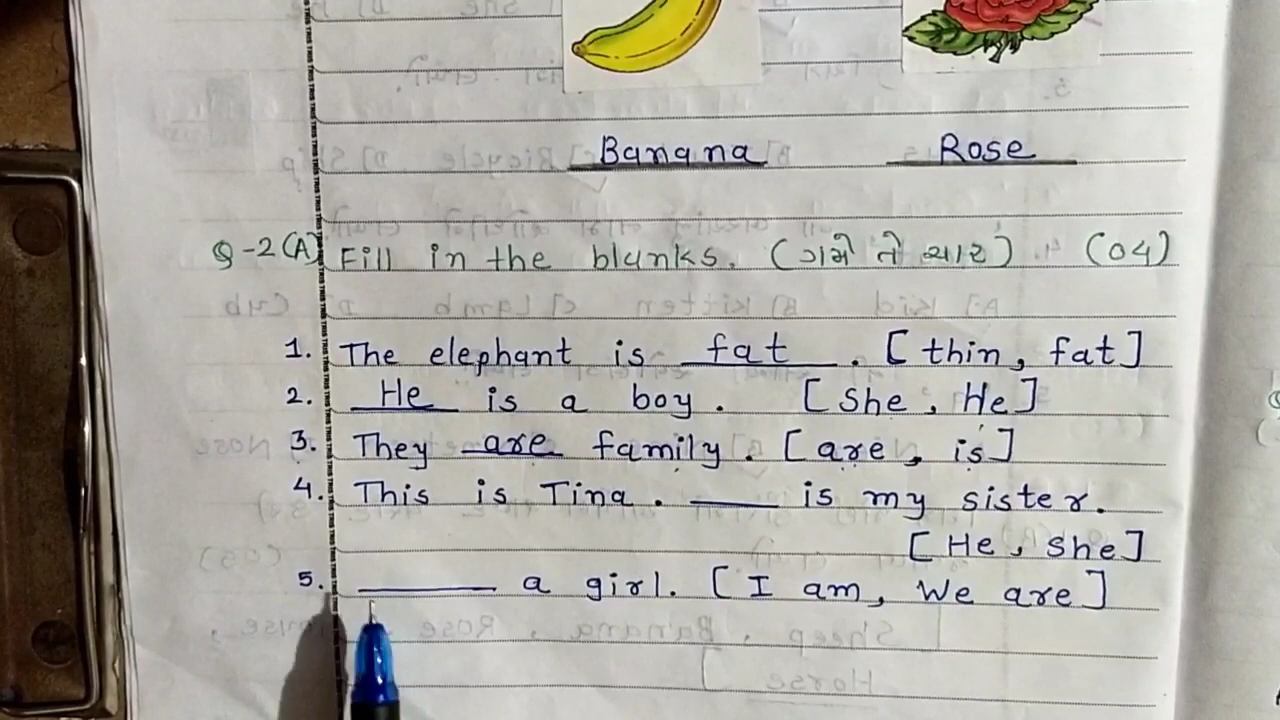 Banana Rose
Q-2(A) Fill in the blanks. (ગમે તે ચાર) (04)
1. The elephant is fat. [thin, fat]
2. He is a boy. [She, He]
3. They are family. [are, is]
4. This is Tina. ____ is my sister.
[He, She]
5. ____ a girl. [I am, We are]